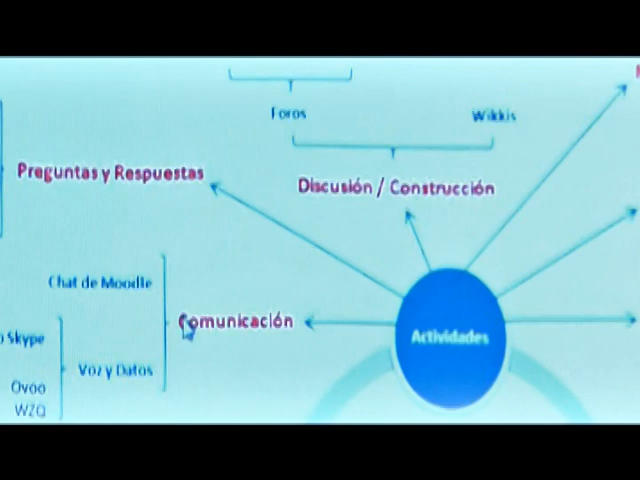 Foros
Wikkis
Preguntas y Respuestas
Discusión / Construcción
Chat de Moodle
Comunicación
Skype
Actividades
Voz y Datos
Ovoo
WZQ